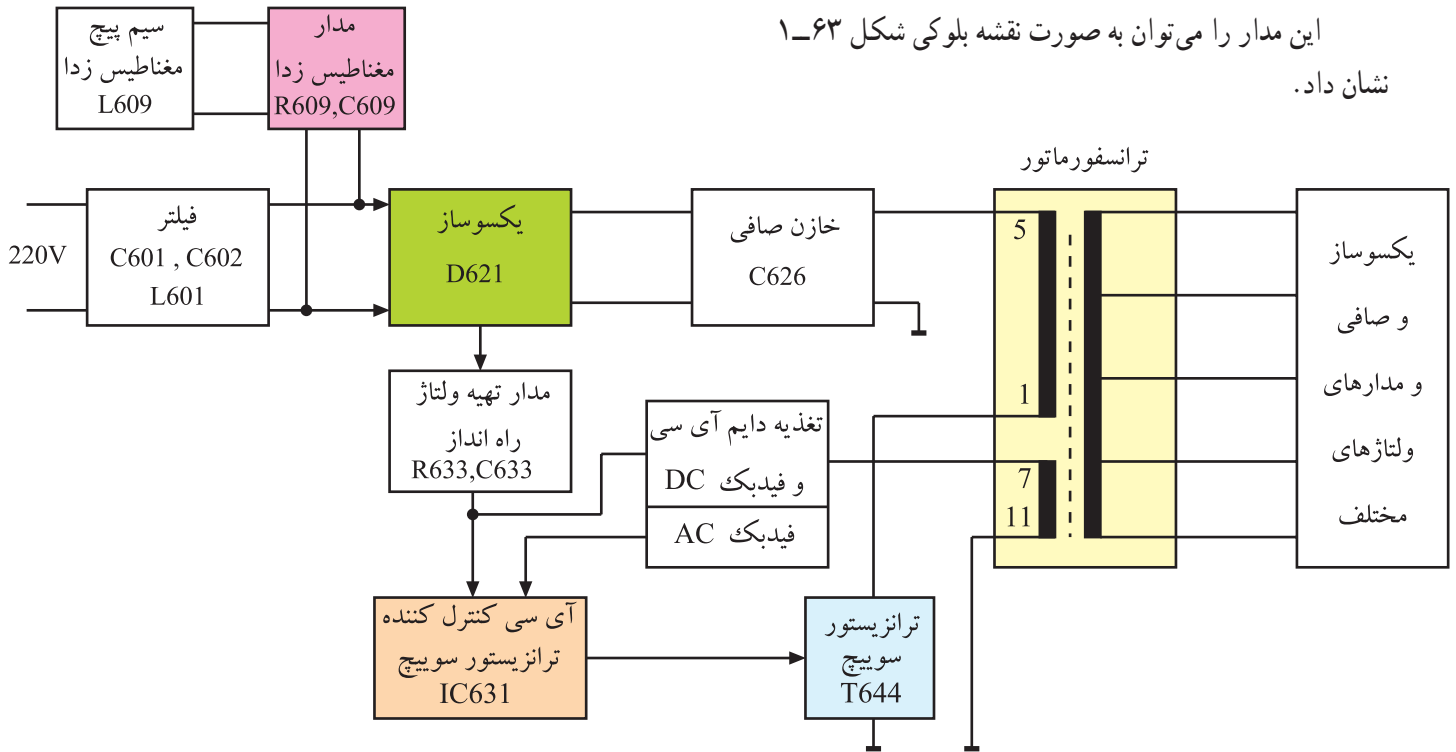 این مدار را می‌توان به صورت نقشه بلوکی شکل ۶۳–۱
نشان داد.
سیم پیچ
مغناطیس زدا
L609
مدار
مغناطیس زدا
R609,C609
220V
فیلتر
C601 , C602
L601
یکسوساز
D621
خازن صافی
C626
ترانسفورماتور
5
1
7
11
یکسوساز
و صافی
و مدارهای
ولتاژهای
مختلف
مدار تهیه ولتاژ
راه انداز
R633,C633
تغذیه دایم آی سی
و فیدبک DC
فیدبک AC
آی سی کنترل کننده
ترانزیستور سوییچ
IC631
ترانزیستور
سوییچ
T644